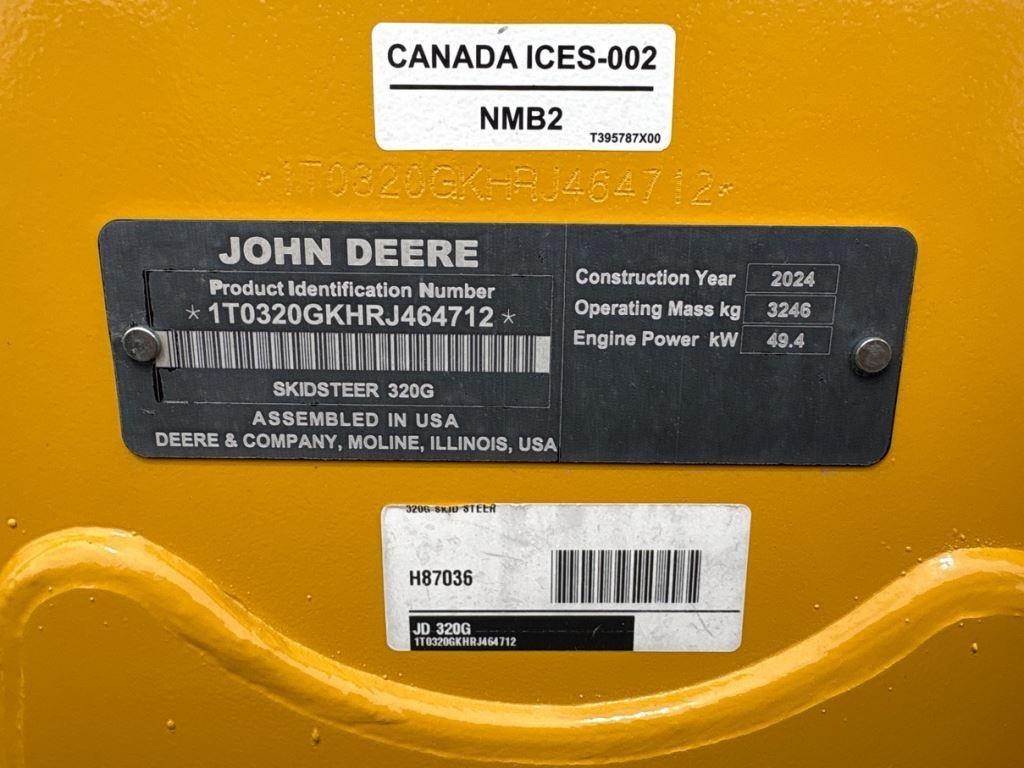 CANADA ICES-002
NMB2
T395787X00
*1T0320GKHRJ464712*
JOHN DEERE
Product Identification Number
*1T0320GKHRJ464712*
SKIDSTEER 320G
ASSEMBLED IN USA
DEERE & COMPANY, MOLINE, ILLINOIS, USA
Construction Year 2024
Operating Mass kg 3246
Engine Power kW 49.4
320G SKID STEER
H87036
JD 320G
1T0320GKHRJ464712